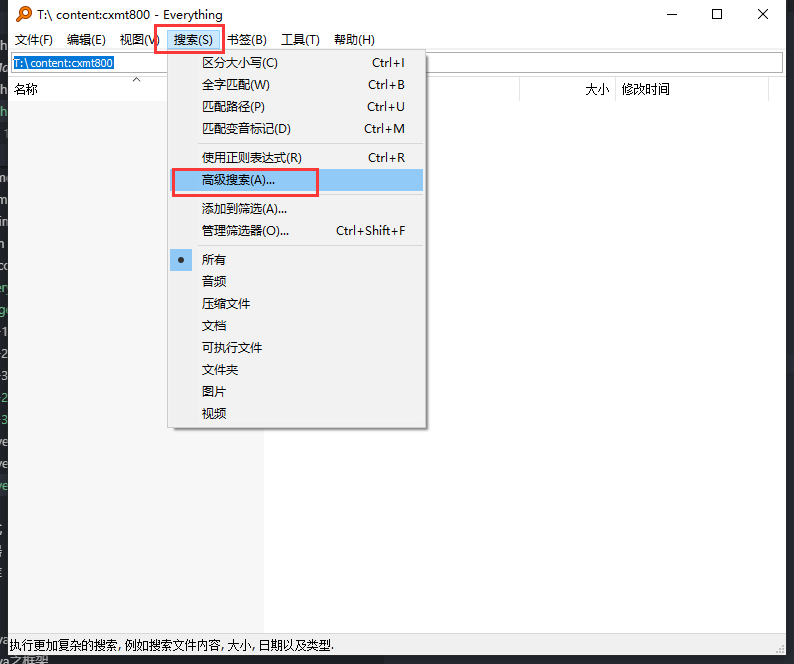 T:\ content:cxmt800 - Everything
文件(F) 编辑(E) 视图(V) 搜索(S) 书签(B) 工具(T) 帮助(H)
T:\ content:cxmt800
名称 大小 修改时间
区分大小写(C) Ctrl+I
全字匹配(W) Ctrl+B
匹配路径(P) Ctrl+U
匹配变音标记(D) Ctrl+M
使用正则表达式(R) Ctrl+R
高级搜索(A)...
添加到筛选(A)...
管理筛选器(O)... Ctrl+Shift+F
所有
音频
压缩文件
文档
可执行文件
文件夹
图片
视频
执行更加复杂的搜索, 例如搜索文件内容, 大小, 日期以及类型.